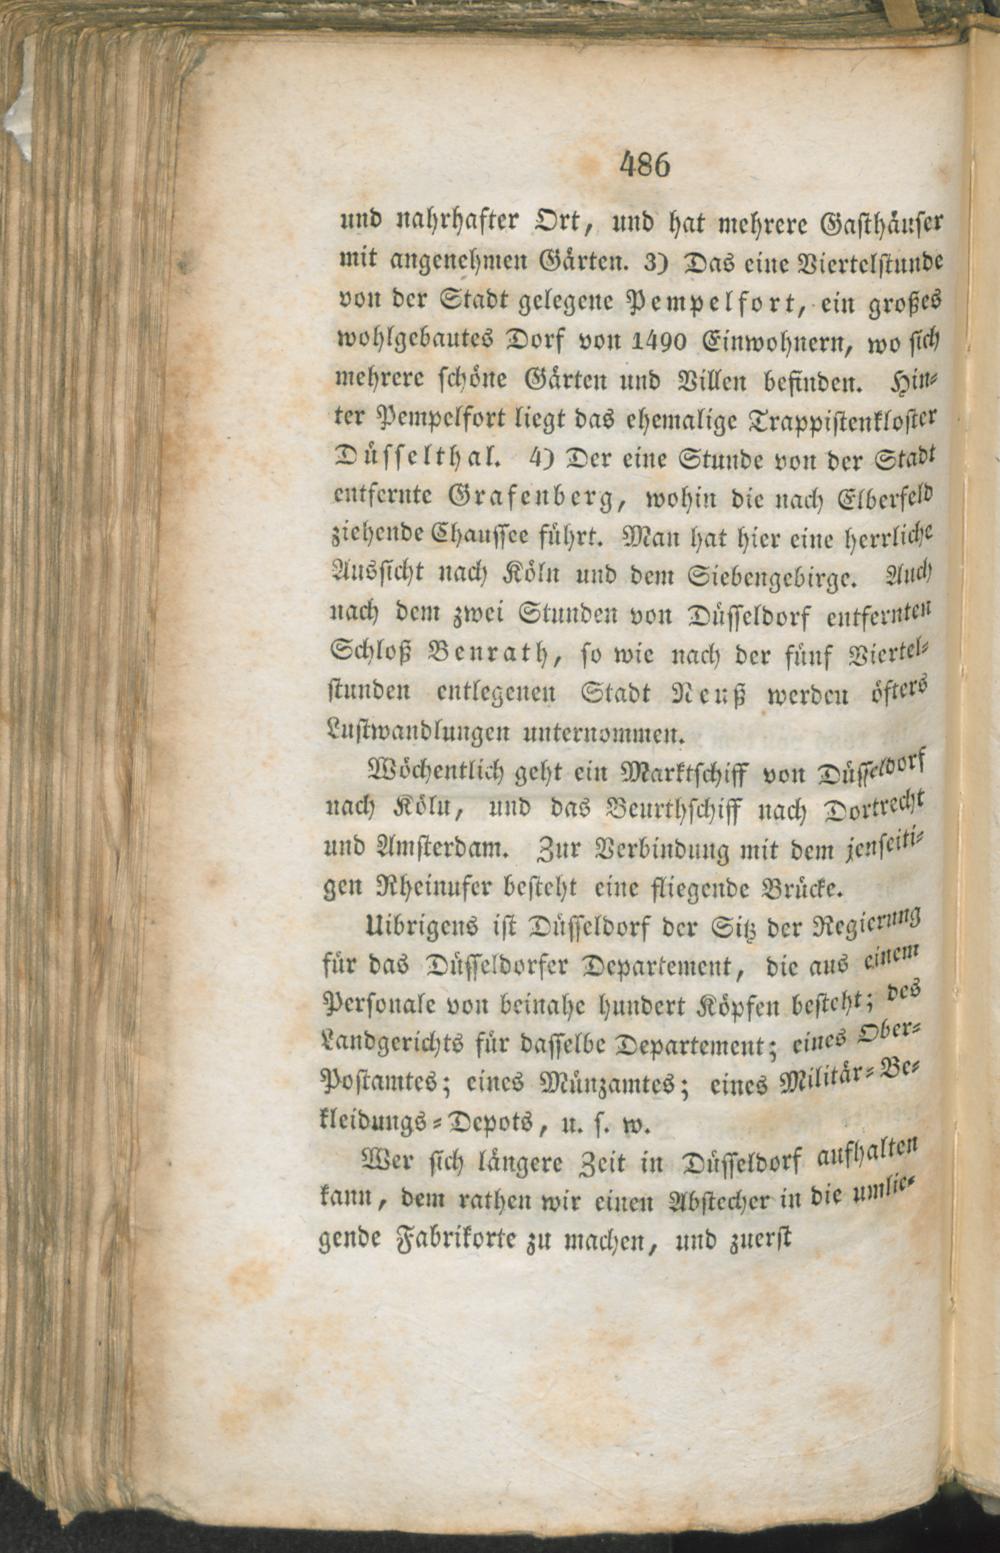 486
und nahrhafter Ort, und hat mehrere Gasthäuser
mit angenehmen Gärten. 3) Das eine Viertelstunde
von der Stadt gelegene Pempelfort, ein großes
wohlgebautes Dorf von 1490 Einwohnern, wo sich
mehrere schöne Gärten und Villen befinden. Hin-
ter Pempelfort liegt das ehemalige Trappistenkloster
Düsselthal. 4) Der eine Stunde von der Stadt
entfernte Grafenberg, wohin die nach Elberfeld
ziehende Chaussee führt. Man hat hier eine herrliche
Aussicht nach Köln und dem Siebengebirge. Auch
nach dem zwei Stunden von Düsseldorf entfernten
Schloß Benrath, so wie nach der fünf Viertel-
stunden entlegenen Stadt Neuß werden öfters
Lustwandlungen unternommen.
Wöchentlich geht ein Marktschiff von Düsseldorf
nach Köln, und das Beurthschiff nach Dortrecht
und Amsterdam. Zur Verbindung mit dem jenseiti-
gen Rheinufer besteht eine fliegende Brücke.
Uibrigens ist Düsseldorf der Sitz der Regierung
für das Düsseldorfer Departement, die aus einem
Personale von beinahe hundert Köpfen besteht; des
Landgerichts für dasselbe Departement; eines Ober-
Postamtes; eines Münzamtes; eines Militär-Be-
kleidungs-Depots, u. s. w.
Wer sich längere Zeit in Düsseldorf aufhalten
kann, dem rathen wir einen Abstecher in die umlie-
gende Fabrikorte zu machen, und zuerst